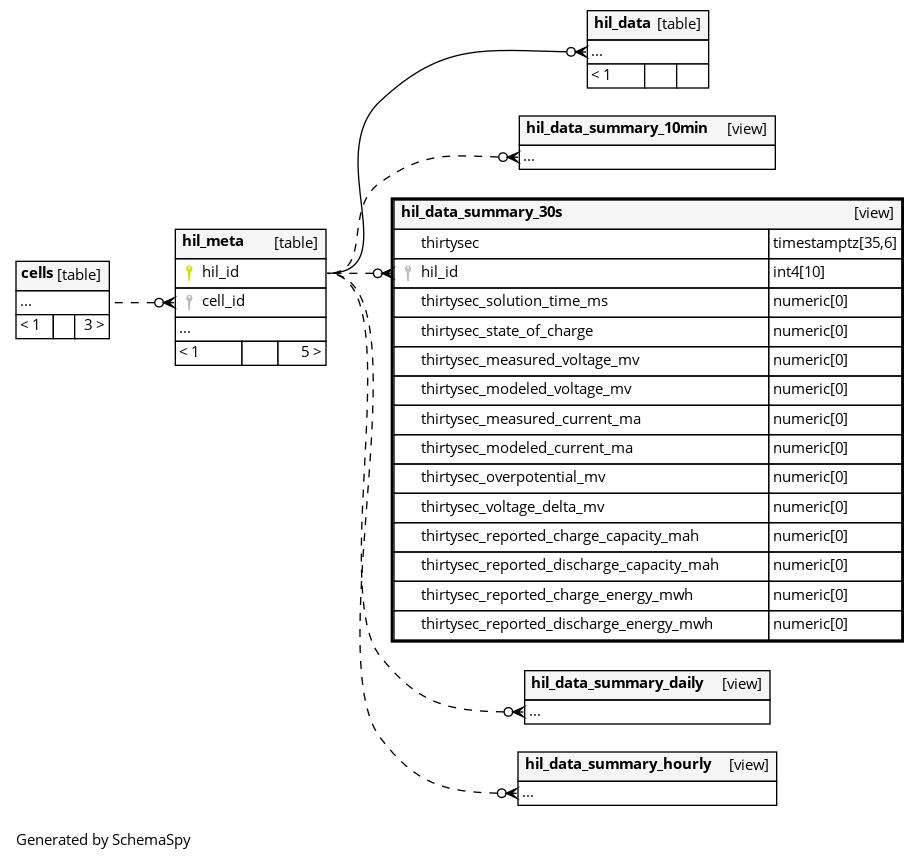 hil_data [table]
...
< 1
hil_data_summary_10min [view]
...
hil_data_summary_30s [view]
thirtysec timestamptz[35,6]
hil_id int4[10]
thirtysec_solution_time_ms numeric[0]
thirtysec_state_of_charge numeric[0]
thirtysec_measured_voltage_mv numeric[0]
thirtysec_modeled_voltage_mv numeric[0]
thirtysec_measured_current_ma numeric[0]
thirtysec_modeled_current_ma numeric[0]
thirtysec_overpotential_mv numeric[0]
thirtysec_voltage_delta_mv numeric[0]
thirtysec_reported_charge_capacity_mah numeric[0]
thirtysec_reported_discharge_capacity_mah numeric[0]
thirtysec_reported_charge_energy_mwh numeric[0]
thirtysec_reported_discharge_energy_mwh numeric[0]
hil_meta [table]
hil_id
cell_id
...
< 1 5 >
cells [table]
...
< 1 3 >
hil_data_summary_daily [view]
...
hil_data_summary_hourly [view]
...
Generated by SchemaSpy